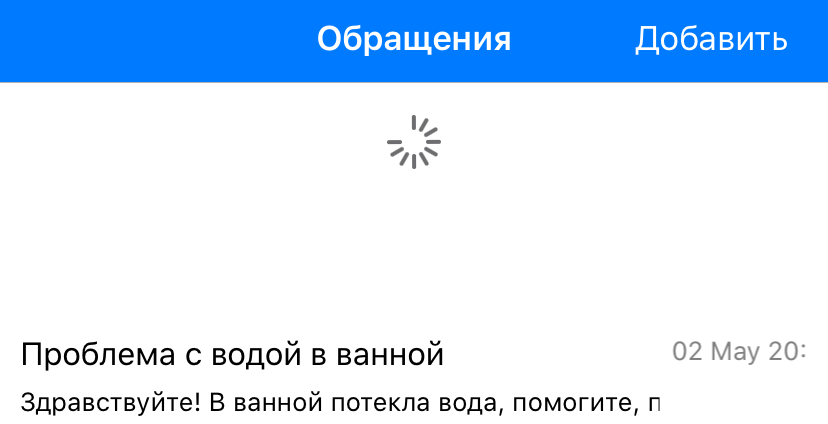 Обращения
Добавить
Проблема с водой в ванной
02 May 20:
Здравствуйте! В ванной потекла вода, помогите, п